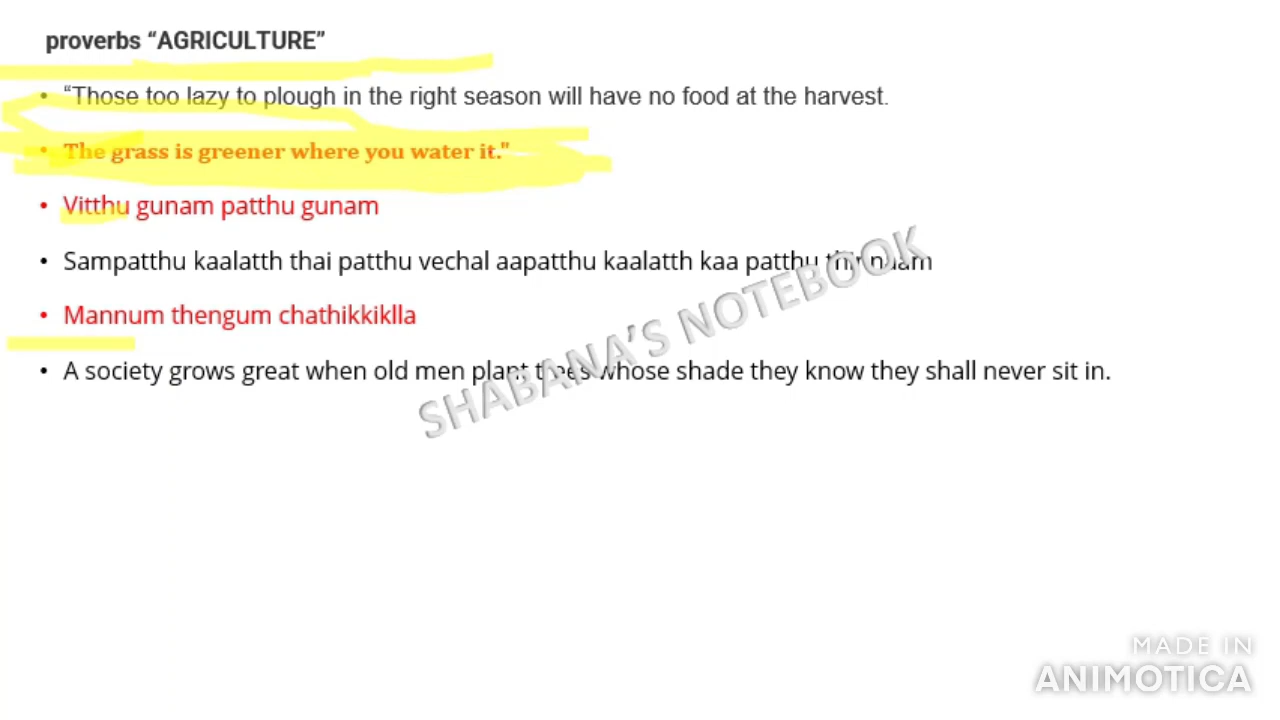 proverbs “AGRICULTURE”
• “Those too lazy to plough in the right season will have no food at the harvest.
• The grass is greener where you water it."
• Vitthu gunam patthu gunam
• Sampatthu kaalatth thai patthu vechal aapatthu kaalatth kaa patthu thinnaam
• Mannum thengum chathikkiklla
• A society grows great when old men plant trees whose shade they know they shall never sit in.
SHABANA’S NOTEBOOK
MADE IN
ANIMOTICA